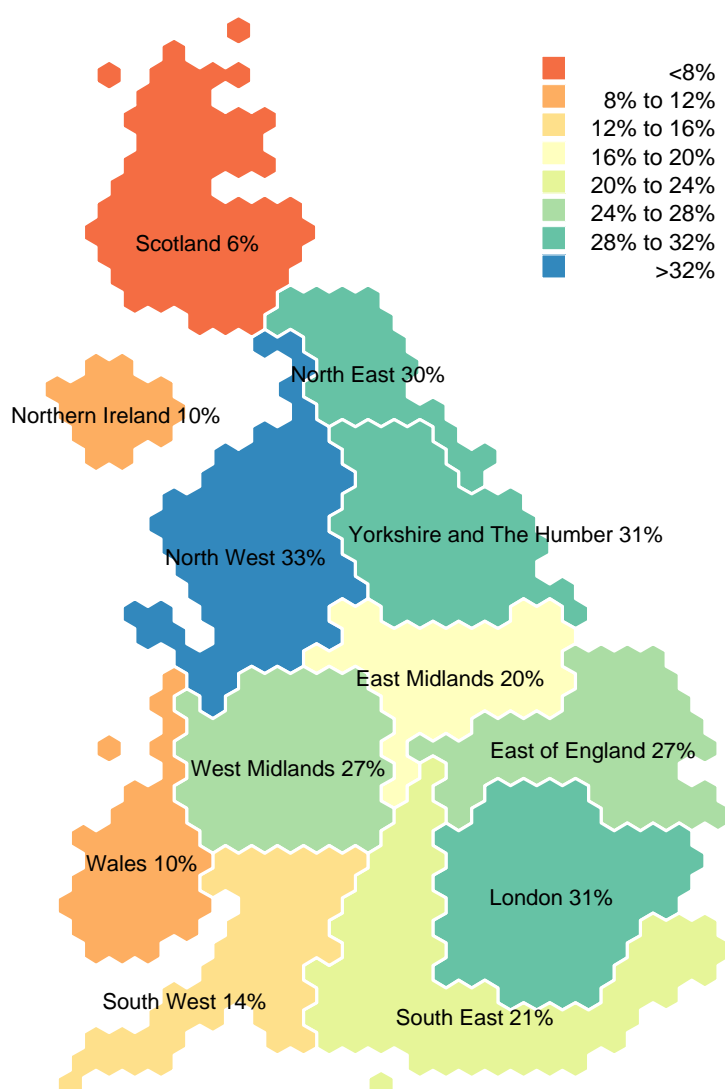 <8%
8% to 12%
12% to 16%
16% to 20%
20% to 24%
24% to 28%
28% to 32%
>32%
Scotland 6%
North East 30%
Northern Ireland 10%
Yorkshire and The Humber 31%
North West 33%
East Midlands 20%
East of England 27%
West Midlands 27%
Wales 10%
London 31%
South West 14%
South East 21%